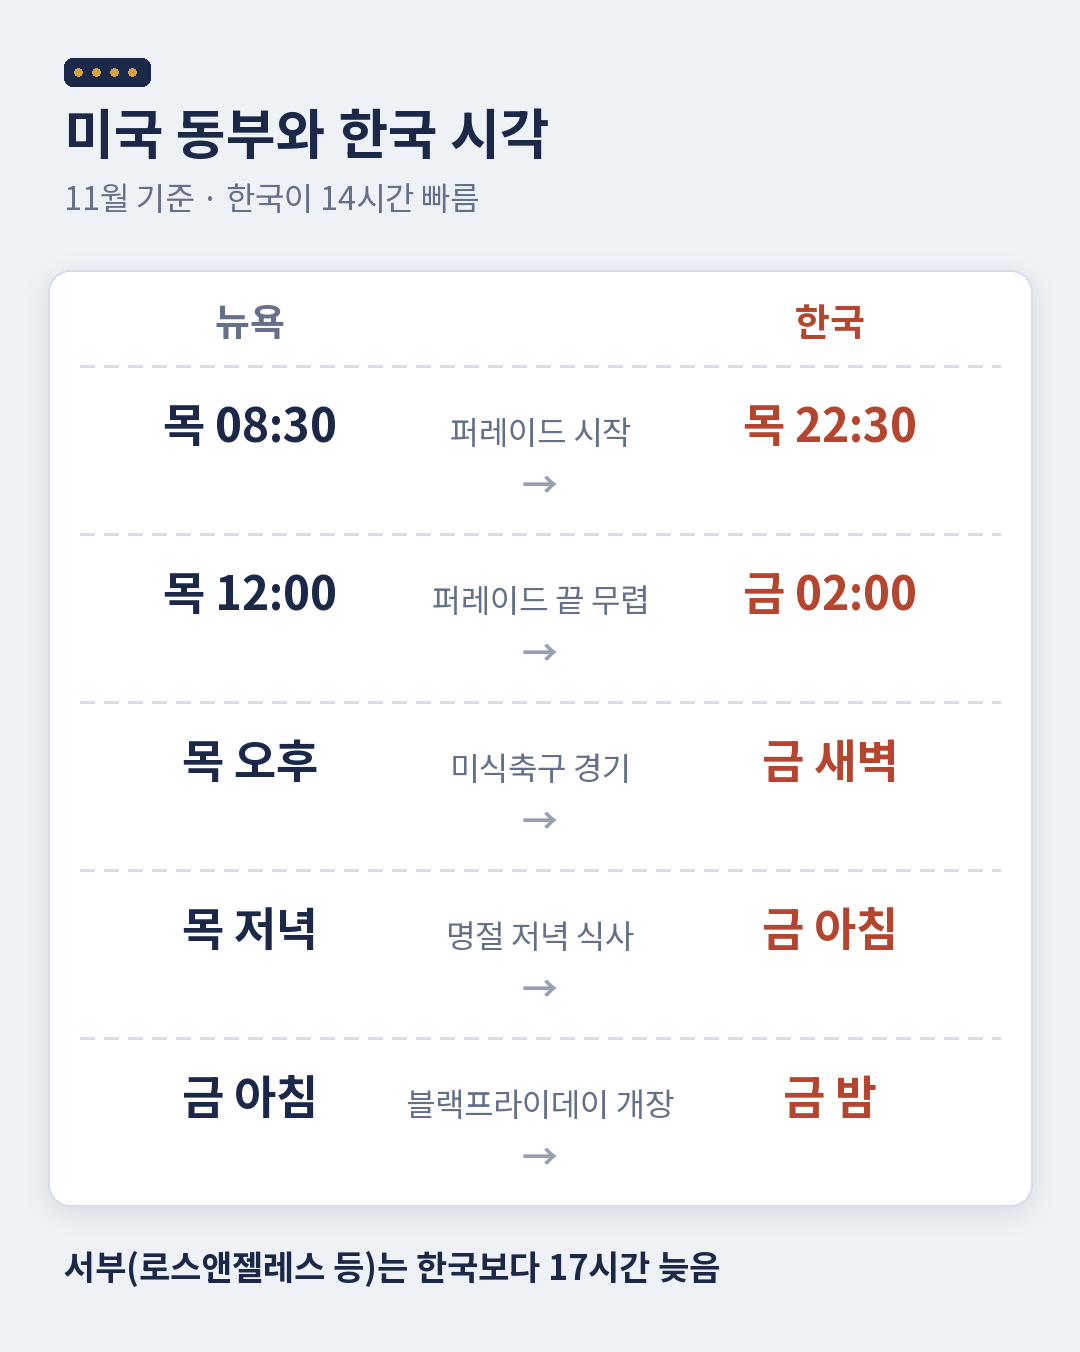 미국 동부와 한국 시각
11월 기준 · 한국이 14시간 빠름
뉴욕 한국
목 08:30 퍼레이드 시작 목 22:30
→
목 12:00 퍼레이드 끝 무렵 금 02:00
→
목 오후 미식축구 경기 금 새벽
→
목 저녁 명절 저녁 식사 금 아침
→
금 아침 블랙프라이데이 개장 금 밤
→
서부(로스앤젤레스 등)는 한국보다 17시간 늦음